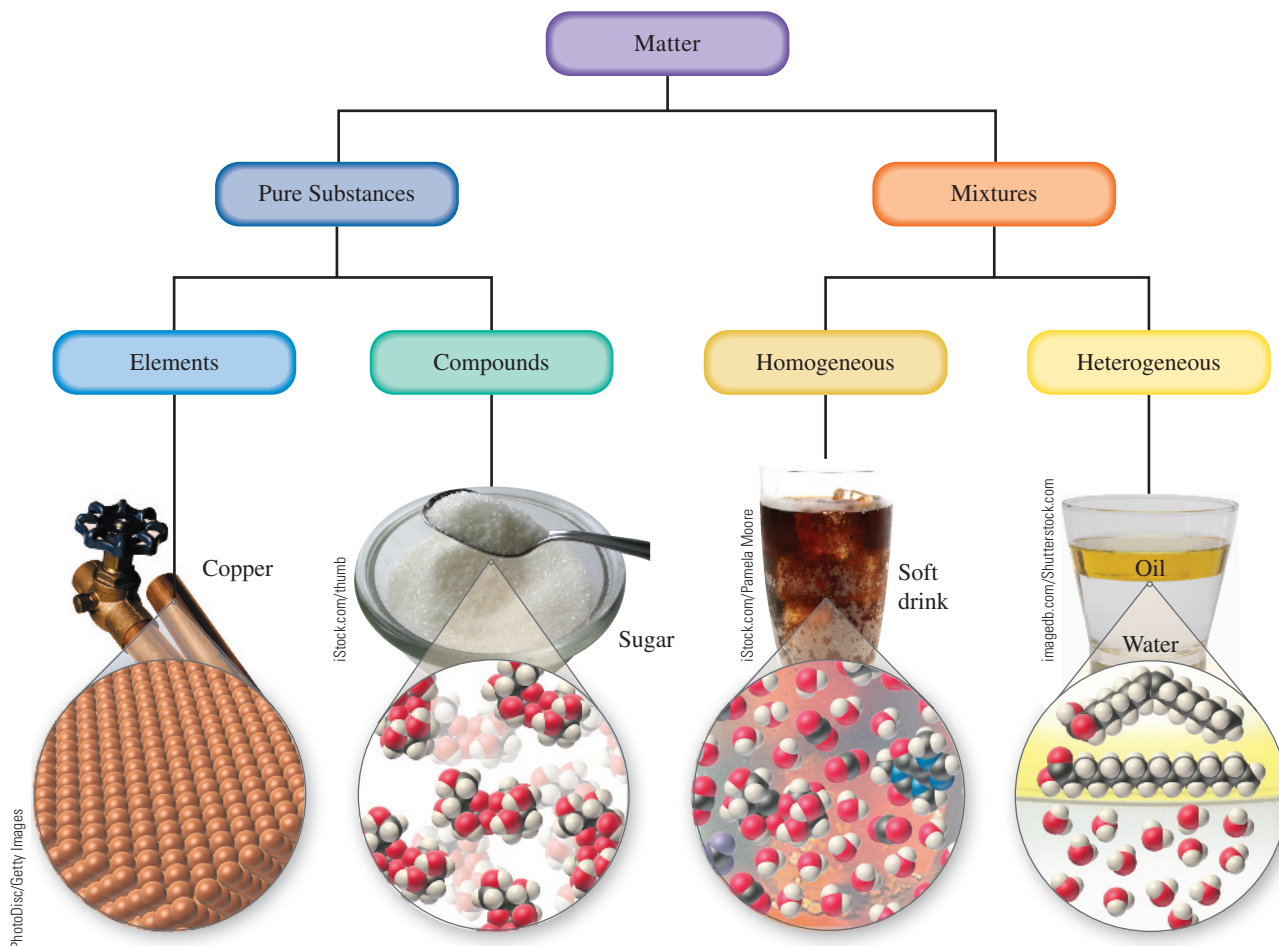 Matter
Pure Substances
Mixtures
Elements
Compounds
Homogeneous
Heterogeneous
Copper
iStock.com/thumb
Sugar
iStock.com/Pamela Moore
Soft
drink
imagedb.com/Shutterstock.com
Oil
Water
PhotoDisc/Getty Images